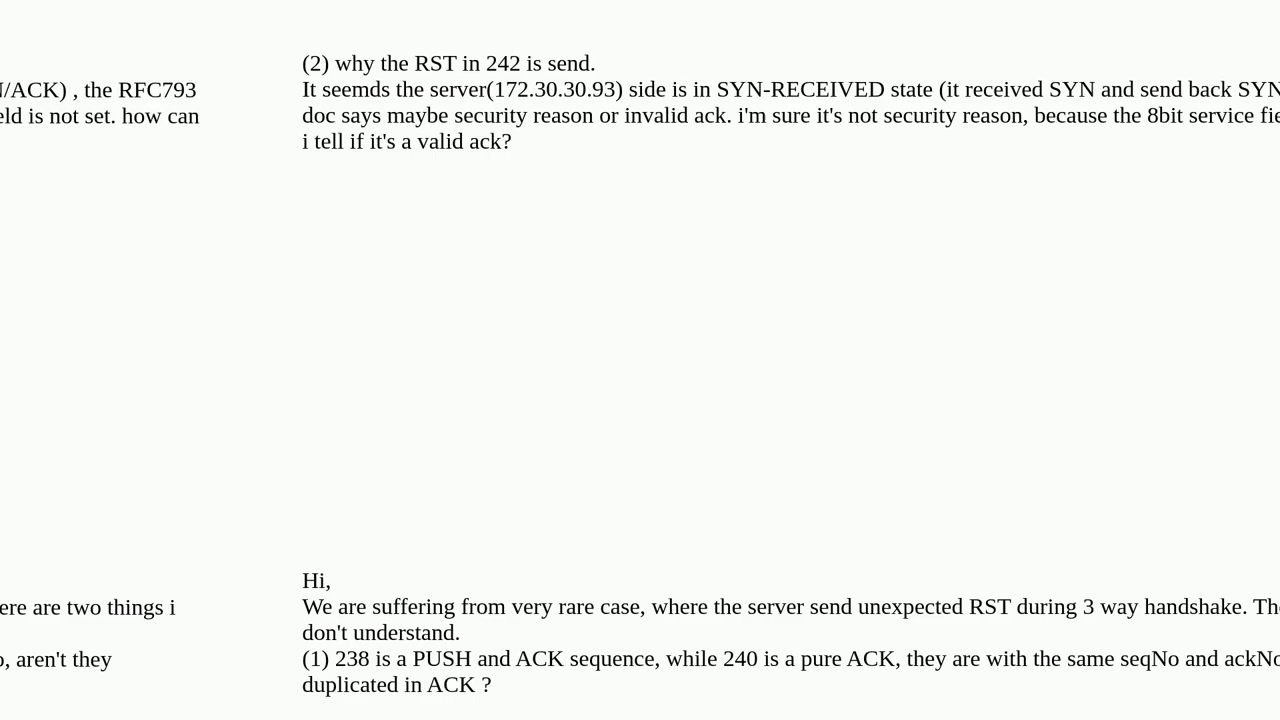 (2) why the RST in 242 is send.
/ACK) , the RFC793
It seemds the server(172.30.30.93) side is in SYN-RECEIVED state (it received SYN and send back SYN
eld is not set. how can
doc says maybe security reason or invalid ack. i'm sure it's not security reason, because the 8bit service fie
i tell if it's a valid ack?
Hi,
ere are two things i
We are suffering from very rare case, where the server send unexpected RST during 3 way handshake. The
don't understand.
, aren't they
(1) 238 is a PUSH and ACK sequence, while 240 is a pure ACK, they are with the same seqNo and ackNo
duplicated in ACK ?